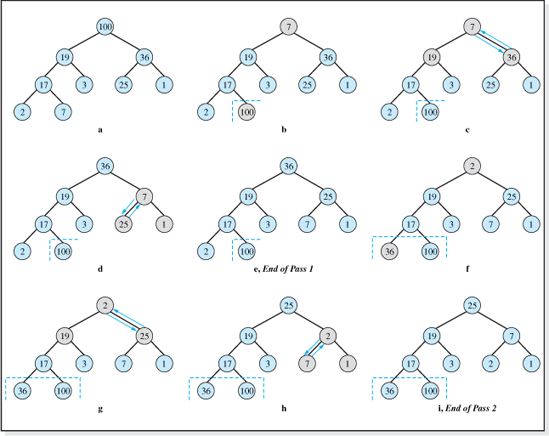 100 7 7
19 36 19 36 19 36
17 3 25 1 17 3 25 1 17 3 25 1
2 7 2 100 2 100
a b c
36 36 2
19 7 19 25 19 25
17 3 25 1 17 3 7 1 17 3 7 1
2 100 2 100 36 100
d e, End of Pass 1 f
2 25 25
19 25 19 2 19 7
17 3 7 1 17 3 7 1 17 3 2 1
36 100 36 100 36 100
g h i, End of Pass 2